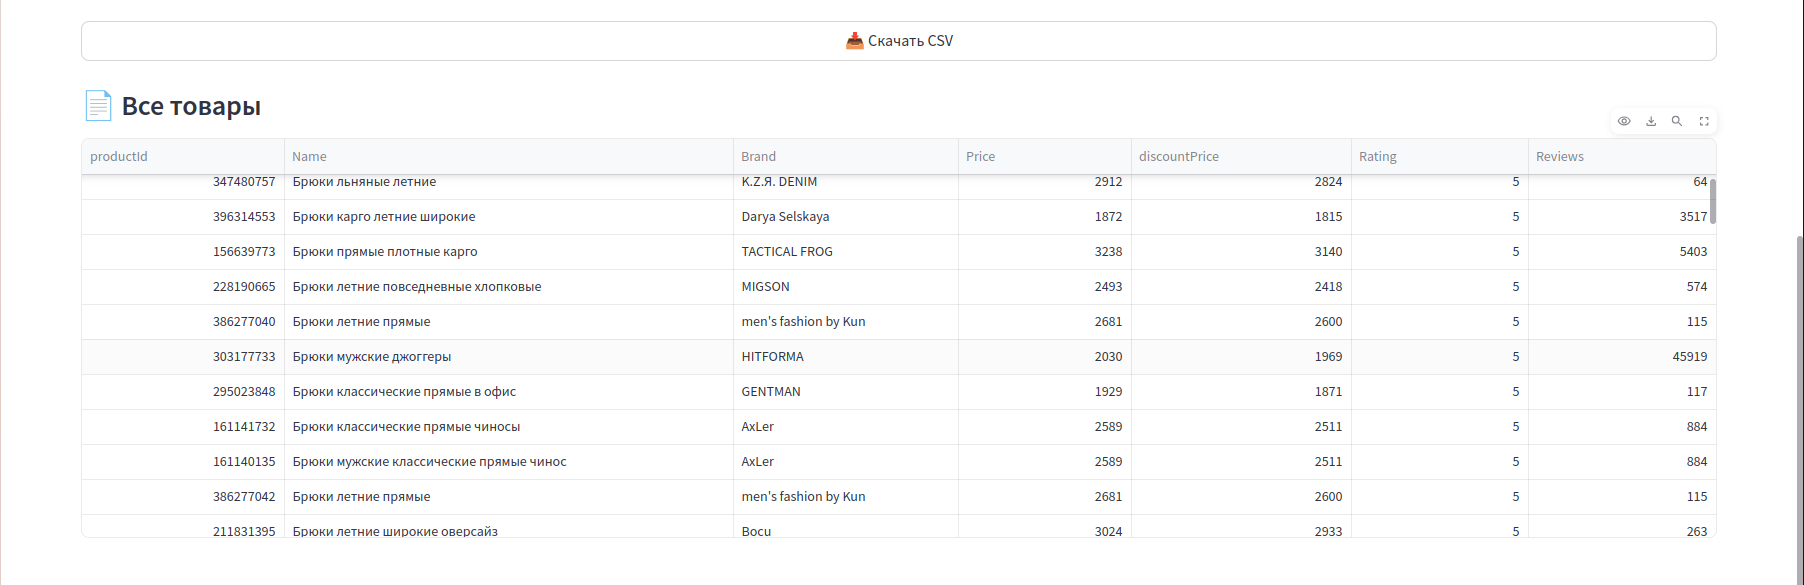 📥 Скачать CSV
📄 Все товары
productId Name Brand Price discountPrice Rating Reviews
347480757 Брюки льняные летние K.Z.Я. DENIM 2912 2824 5 64
396314553 Брюки карго летние широкие Darya Selskaya 1872 1815 5 3517
156639773 Брюки прямые плотные карго TACTICAL FROG 3238 3140 5 5403
228190665 Брюки летние повседневные хлопковые MIGSON 2493 2418 5 574
386277040 Брюки летние прямые men's fashion by Kun 2681 2600 5 115
303177733 Брюки мужские джоггеры HITFORMA 2030 1969 5 45919
295023848 Брюки классические прямые в офис GENTMAN 1929 1871 5 117
161141732 Брюки классические прямые чиносы AxLer 2589 2511 5 884
161140135 Брюки мужские классические прямые чинос AxLer 2589 2511 5 884
386277042 Брюки летние прямые men's fashion by Kun 2681 2600 5 115
211831395 Брюки летние широкие оверсайз Bocu 3024 2933 5 263